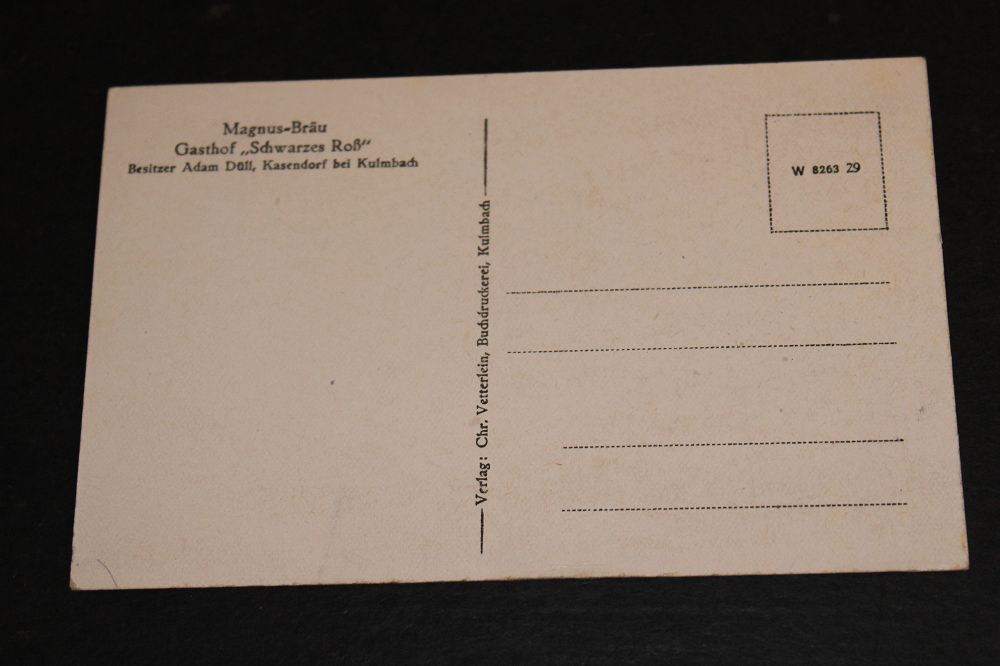 Magnus-Bräu
Gasthof „Schwarzes Roß“
Besitzer Adam Düll, Kasendorf bei Kulmbach
Verlag: Chr. Vetterlein, Buchdruckerei, Kulmbach
W 8263 29